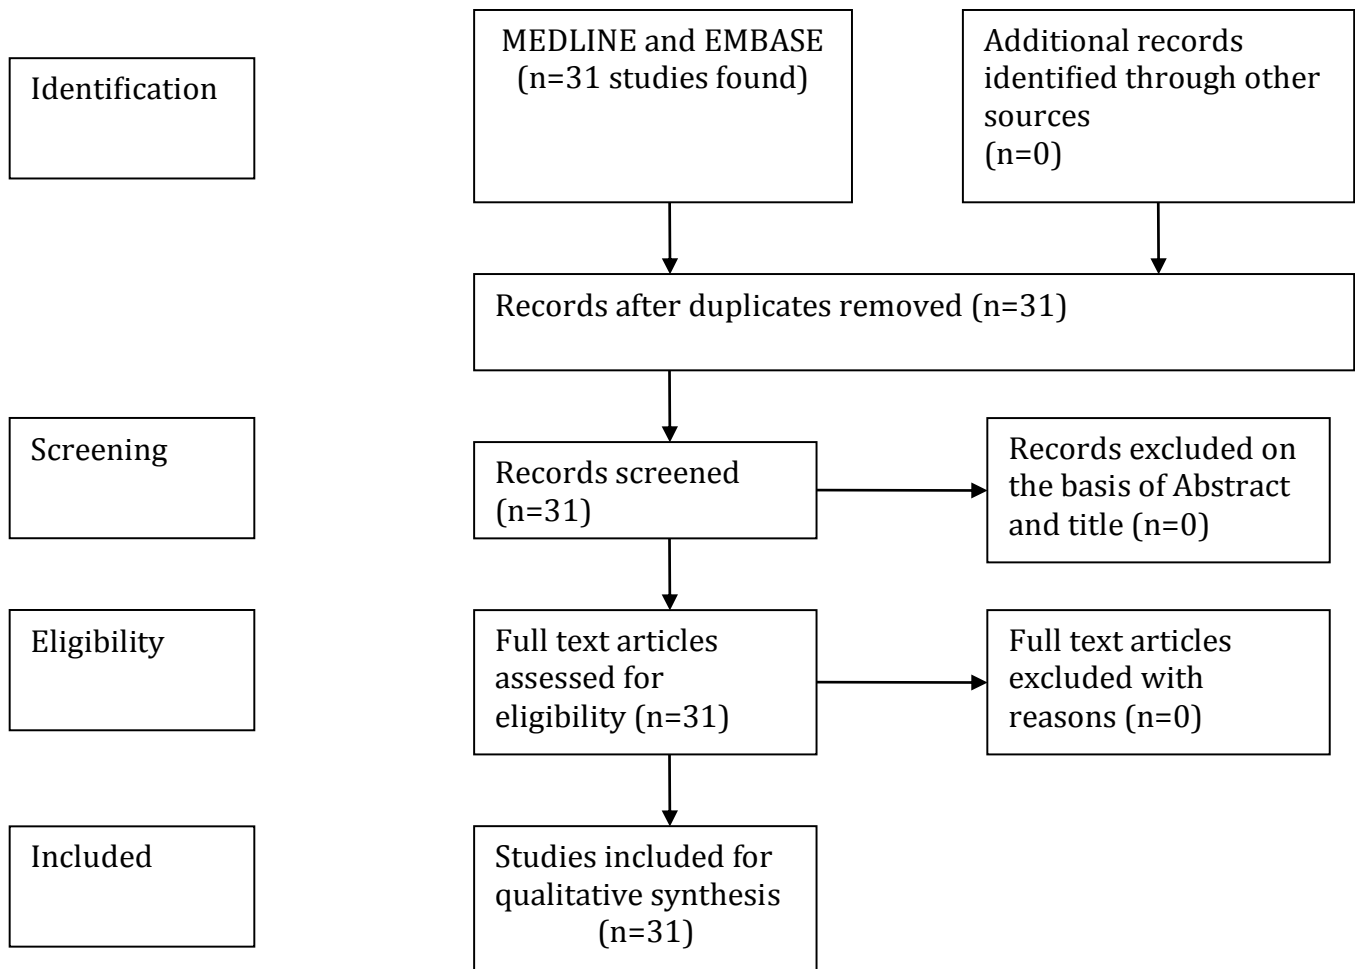 Identification
MEDLINE and EMBASE
(n=31 studies found)
Additional records
identified through other
sources
(n=0)
Records after duplicates removed (n=31)
Screening
Records screened
(n=31)
Records excluded on
the basis of Abstract
and title (n=0)
Eligibility
Full text articles
assessed for
eligibility (n=31)
Full text articles
excluded with
reasons (n=0)
Included
Studies included for
qualitative synthesis
(n=31)